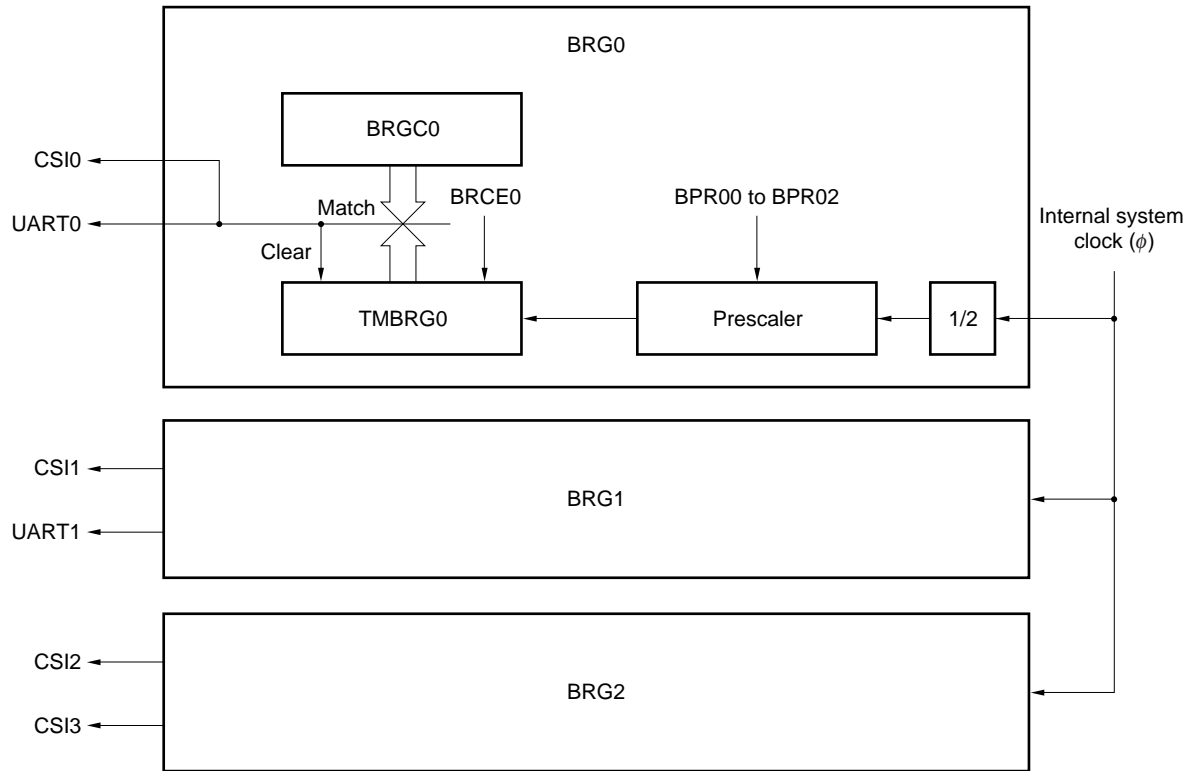 BRG0
BRGC0
CSI0
UART0
Match
BRCE0
BPR00 to BPR02
Internal system
clock (ϕ)
Clear
TMBRG0
Prescaler
1/2
CSI1
BRG1
UART1
CSI2
BRG2
CSI3